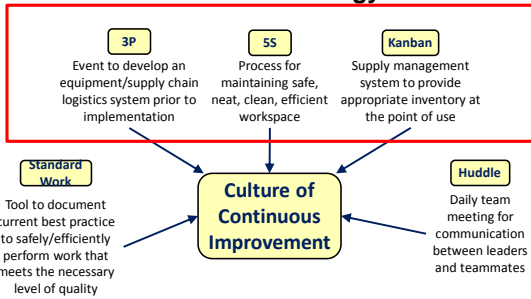 3P
Event to develop an
equipment/supply chain
logistics system prior to
implementation
5S
Process for
maintaining safe,
neat, clean, efficient
workspace
Kanban
Supply management
system to provide
appropriate inventory at
the point of use
Standard
Work
Tool to document
current best practice
to safely/efficiently
perform work that
meets the necessary
level of quality
Culture of
Continuous
Improvement
Huddle
Daily team
meeting for
communication
between leaders
and teammates